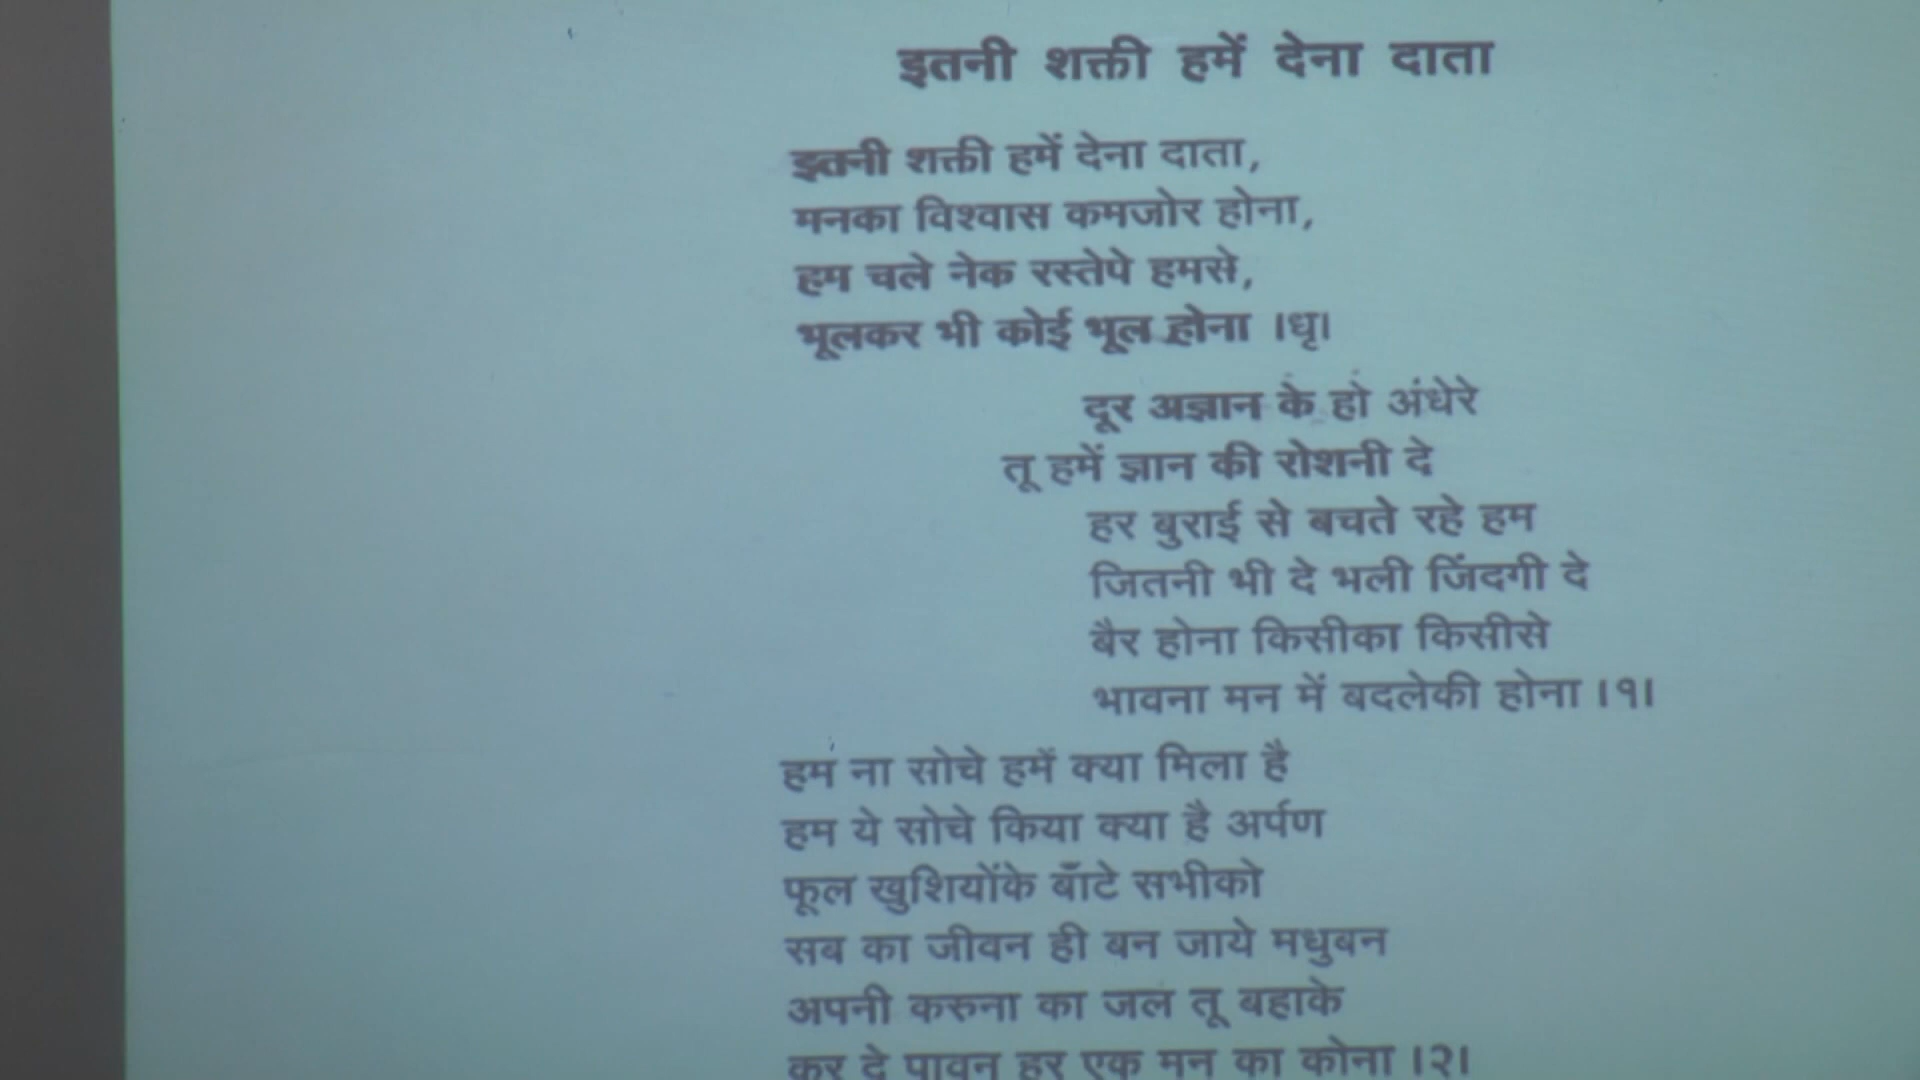 इतनी शक्ती हमें देना दाता
इतनी शक्ती हमें देना दाता,
मनका विश्वास कमजोर होना,
हम चले नेक रस्तेपे हमसे,
भूलकर भी कोई भूल होना ।धृ।
दूर अज्ञान के हो अंधेरे
तू हमें ज्ञान की रोशनी दे
हर बुराई से बचते रहे हम
जितनी भी दे भली जिंदगी दे
बैर होना किसीका किसीसे
भावना मन में बदलेकी होना ।१।
हम ना सोचे हमें क्या मिला है
हम ये सोचे किया क्या है अर्पण
फूल खुशियोंके बाँटे सभीको
सब का जीवन ही बन जाये मधुबन
अपनी करुना का जल तू बहाके
कर दे पावन हर एक मन का कोना ।२।